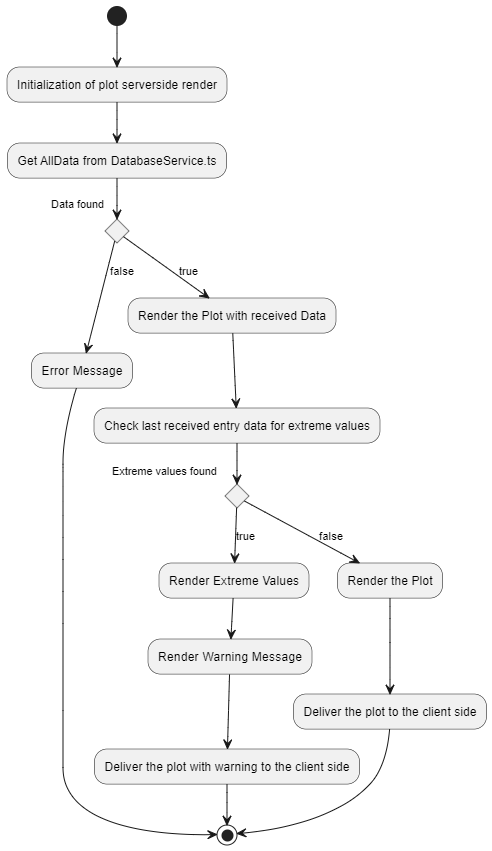 Initialization of plot serverside render
Get AllData from DatabaseService.ts
Data found
false
true
Render the Plot with received Data
Error Message
Check last received entry data for extreme values
Extreme values found
true
false
Render Extreme Values
Render the Plot
Render Warning Message
Deliver the plot to the client side
Deliver the plot with warning to the client side